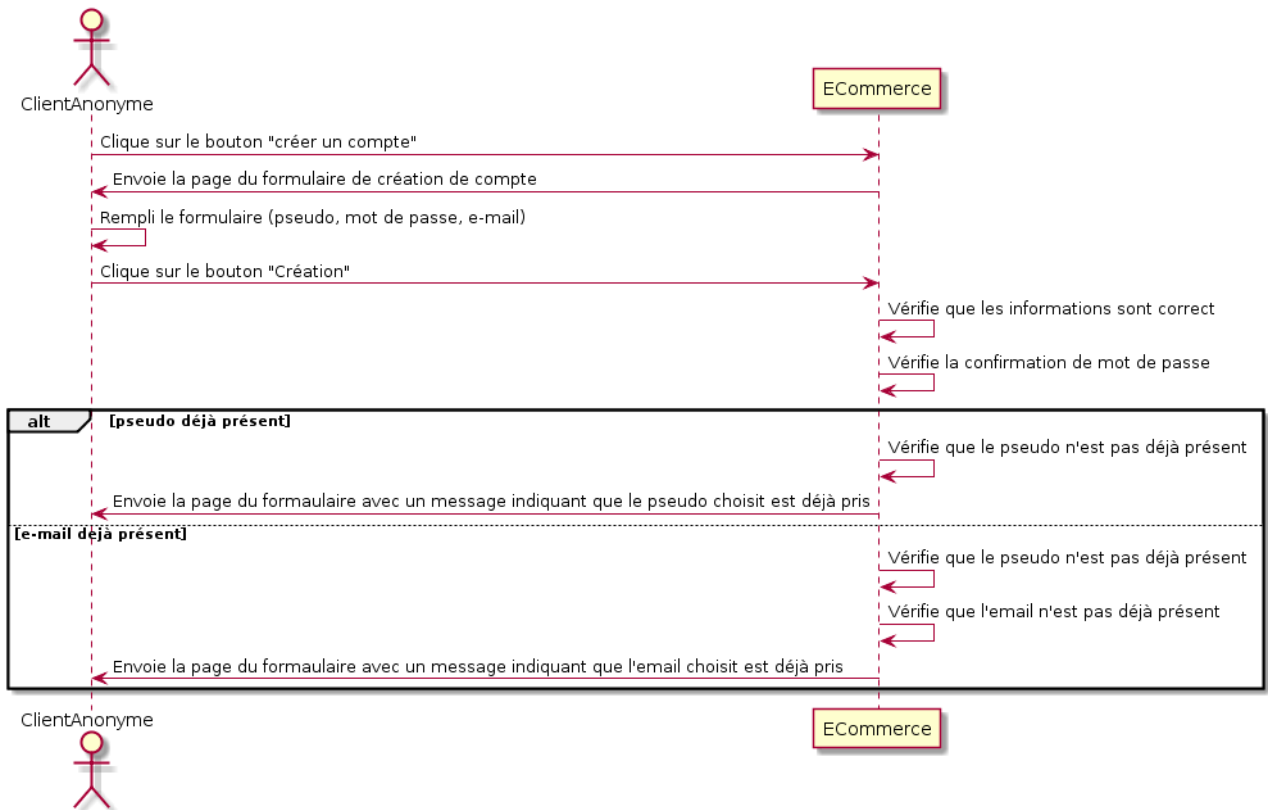 ClientAnonyme
ECommerce
Clique sur le bouton "créer un compte"
Envoie la page du formulaire de création de compte
Rempli le formulaire (pseudo, mot de passe, e-mail)
Clique sur le bouton "Création"
Vérifie que les informations sont correct
Vérifie la confirmation de mot de passe
alt [pseudo déjà présent]
Vérifie que le pseudo n'est pas déjà présent
Envoie la page du formaulaire avec un message indiquant que le pseudo choisit est déjà pris
[e-mail déjà présent]
Vérifie que le pseudo n'est pas déjà présent
Vérifie que l'email n'est pas déjà présent
Envoie la page du formaulaire avec un message indiquant que l'email choisit est déjà pris
ClientAnonyme
ECommerce